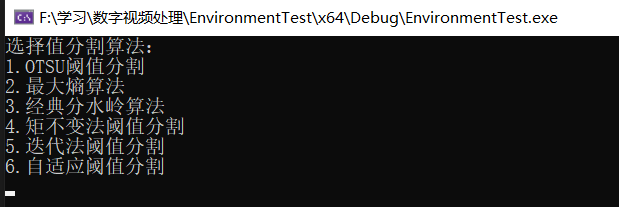 F:\学习\数字视频处理\EnvironmentTest\x64\Debug\EnvironmentTest.exe
选择值分割算法：
1.OTSU阈值分割
2.最大熵算法
3.经典分水岭算法
4.矩不变法阈值分割
5.迭代法阈值分割
6.自适应阈值分割